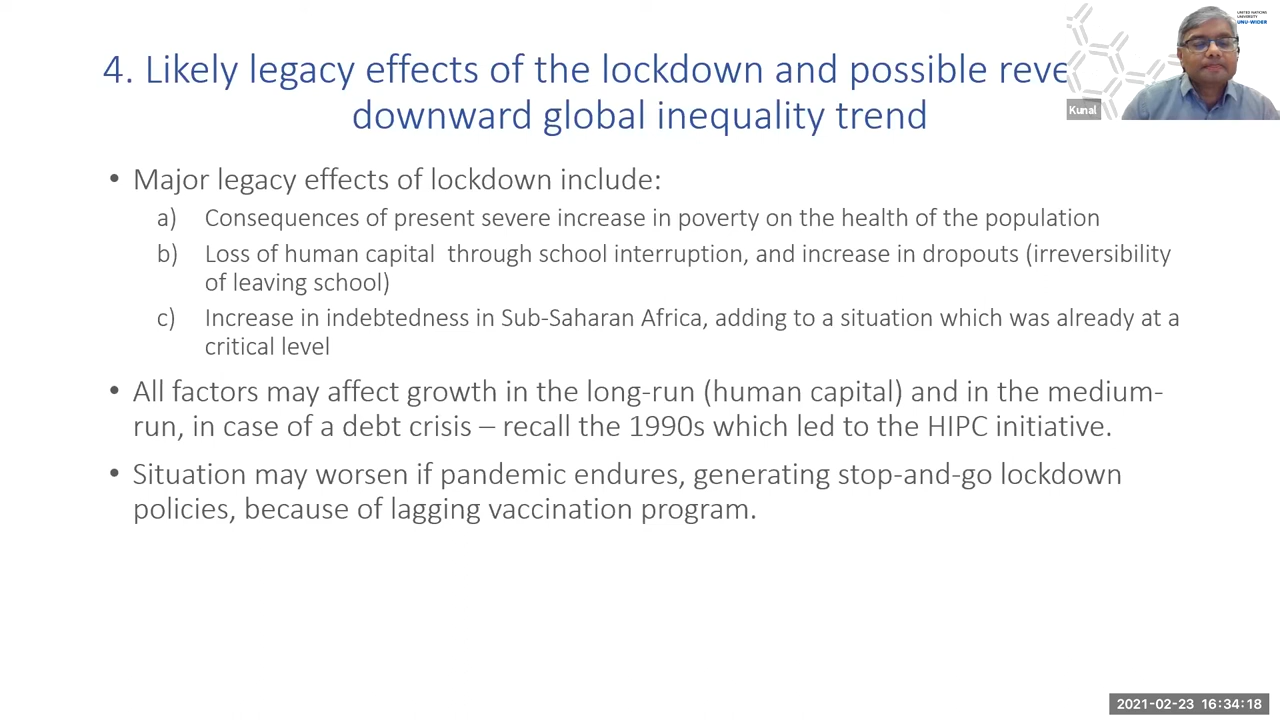 4. Likely legacy effects of the lockdown and possible reve
downward global inequality trend
UNITED NATIONS
UNIVERSITY
UNU-WIDER
Kunal
• Major legacy effects of lockdown include:
a) Consequences of present severe increase in poverty on the health of the population
b) Loss of human capital through school interruption, and increase in dropouts (irreversibility
of leaving school)
c) Increase in indebtedness in Sub-Saharan Africa, adding to a situation which was already at a
critical level
• All factors may affect growth in the long-run (human capital) and in the medium-
run, in case of a debt crisis – recall the 1990s which led to the HIPC initiative.
• Situation may worsen if pandemic endures, generating stop-and-go lockdown
policies, because of lagging vaccination program.
2021-02-23 16:34:18